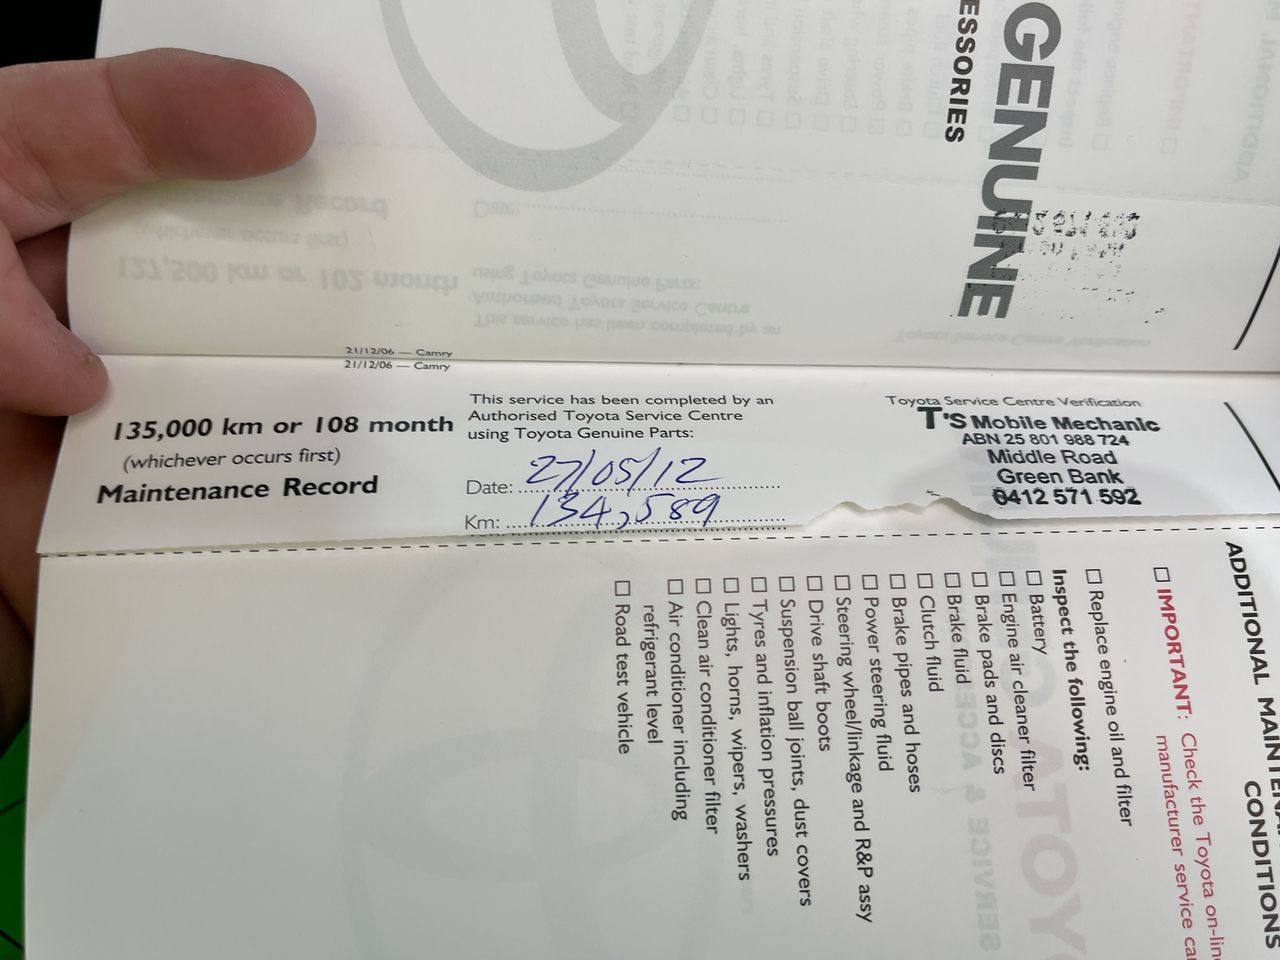 GENUINE
ESSORIES
21/12/06 — Camry
21/12/06 — Camry
135,000 km or 108 month
(whichever occurs first)
Maintenance Record
This service has been completed by an
Authorised Toyota Service Centre
using Toyota Genuine Parts:
Date: 27/05/12
Km: 134,589
Toyota Service Centre Verification
T'S Mobile Mechanic
ABN 25 801 988 724
Middle Road
Green Bank
0412 571 592
ADDITIONAL MAINTENA
CONDITIONS
IMPORTANT: Check the Toyota on-lin
manufacturer service ca
Replace engine oil and filter
Inspect the following:
Battery
Engine air cleaner filter
Brake pads and discs
Brake fluid
Clutch fluid
Brake pipes and hoses
Power steering fluid
Steering wheel/linkage and R&P assy
Drive shaft boots
Suspension ball joints, dust covers
Tyres and inflation pressures
Lights, horns, wipers, washers
Clean air conditioner filter
Air conditioner including
refrigerant level
Road test vehicle